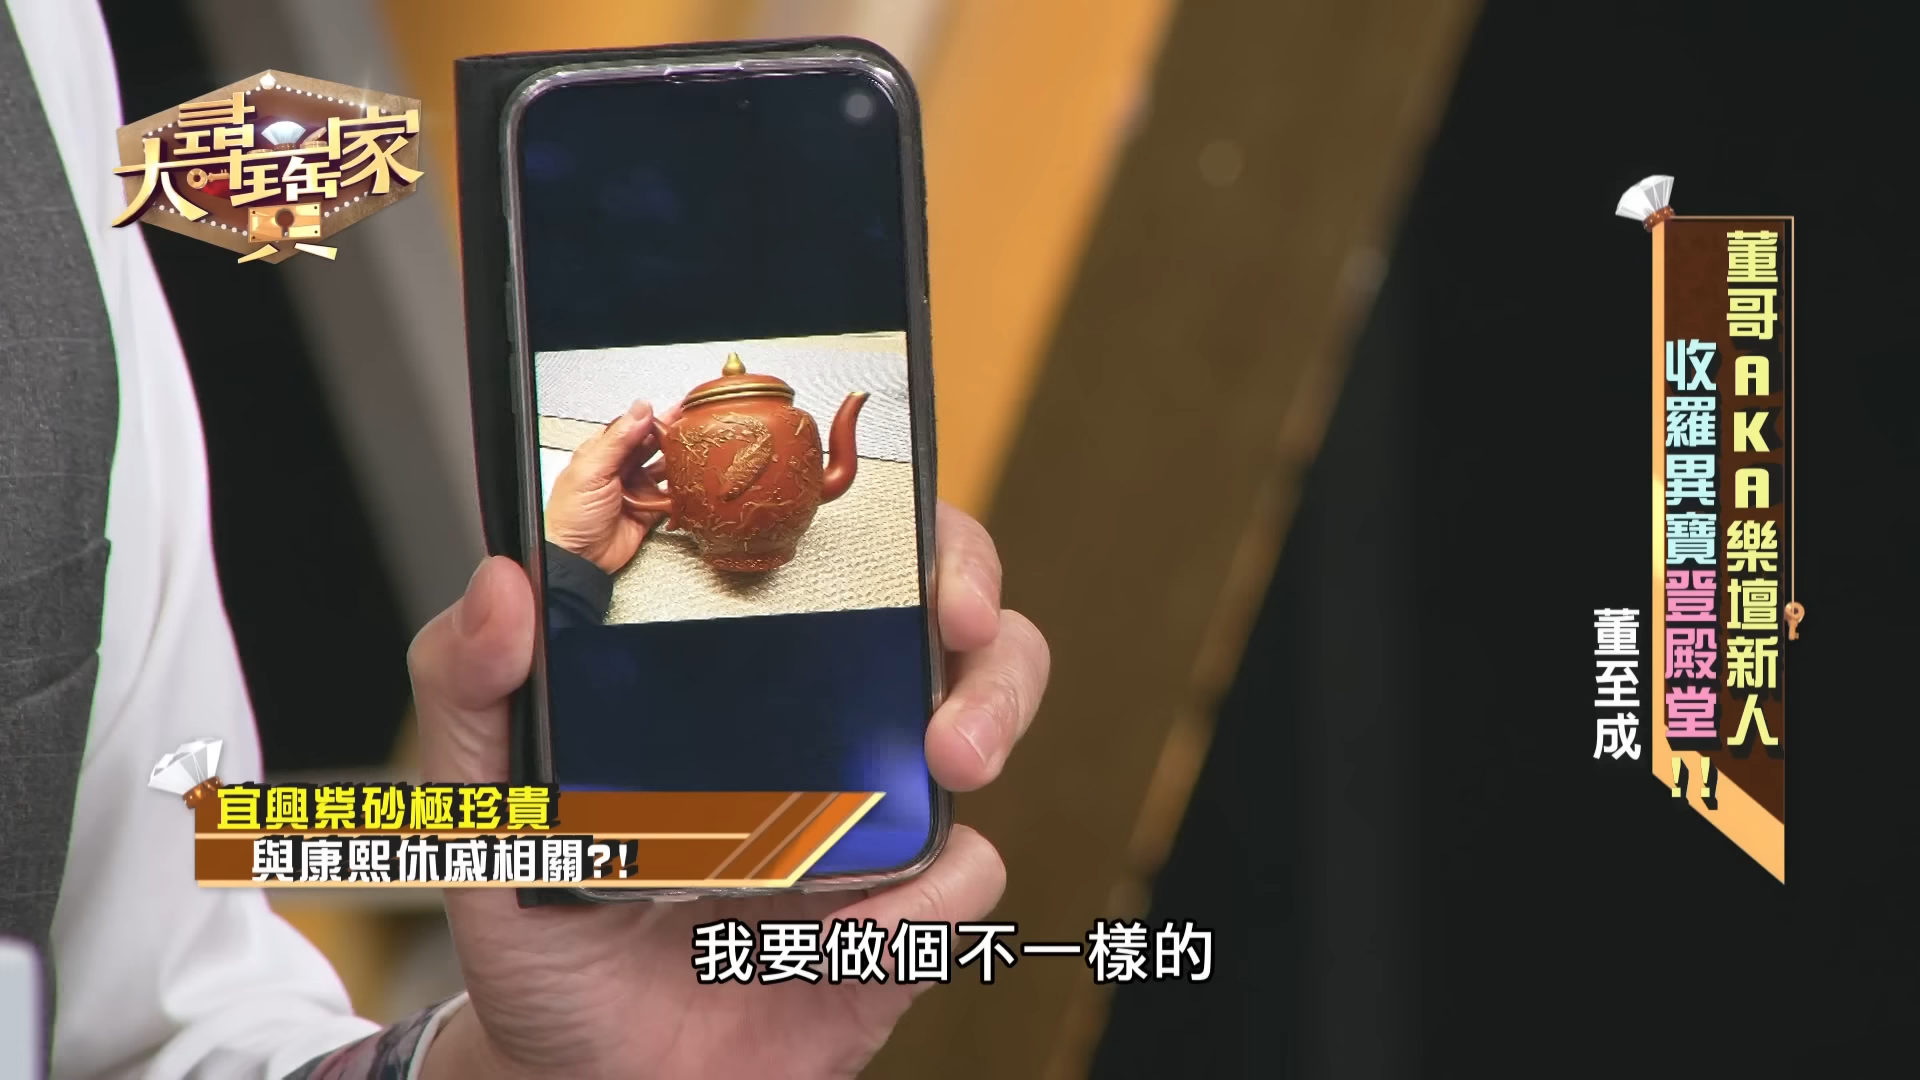 大尋寶家
董哥AKA樂壇新人
收羅異寶登殿堂!!
董至成
宜興紫砂極珍貴
與康熙休戚相關?!
我要做個不一樣的